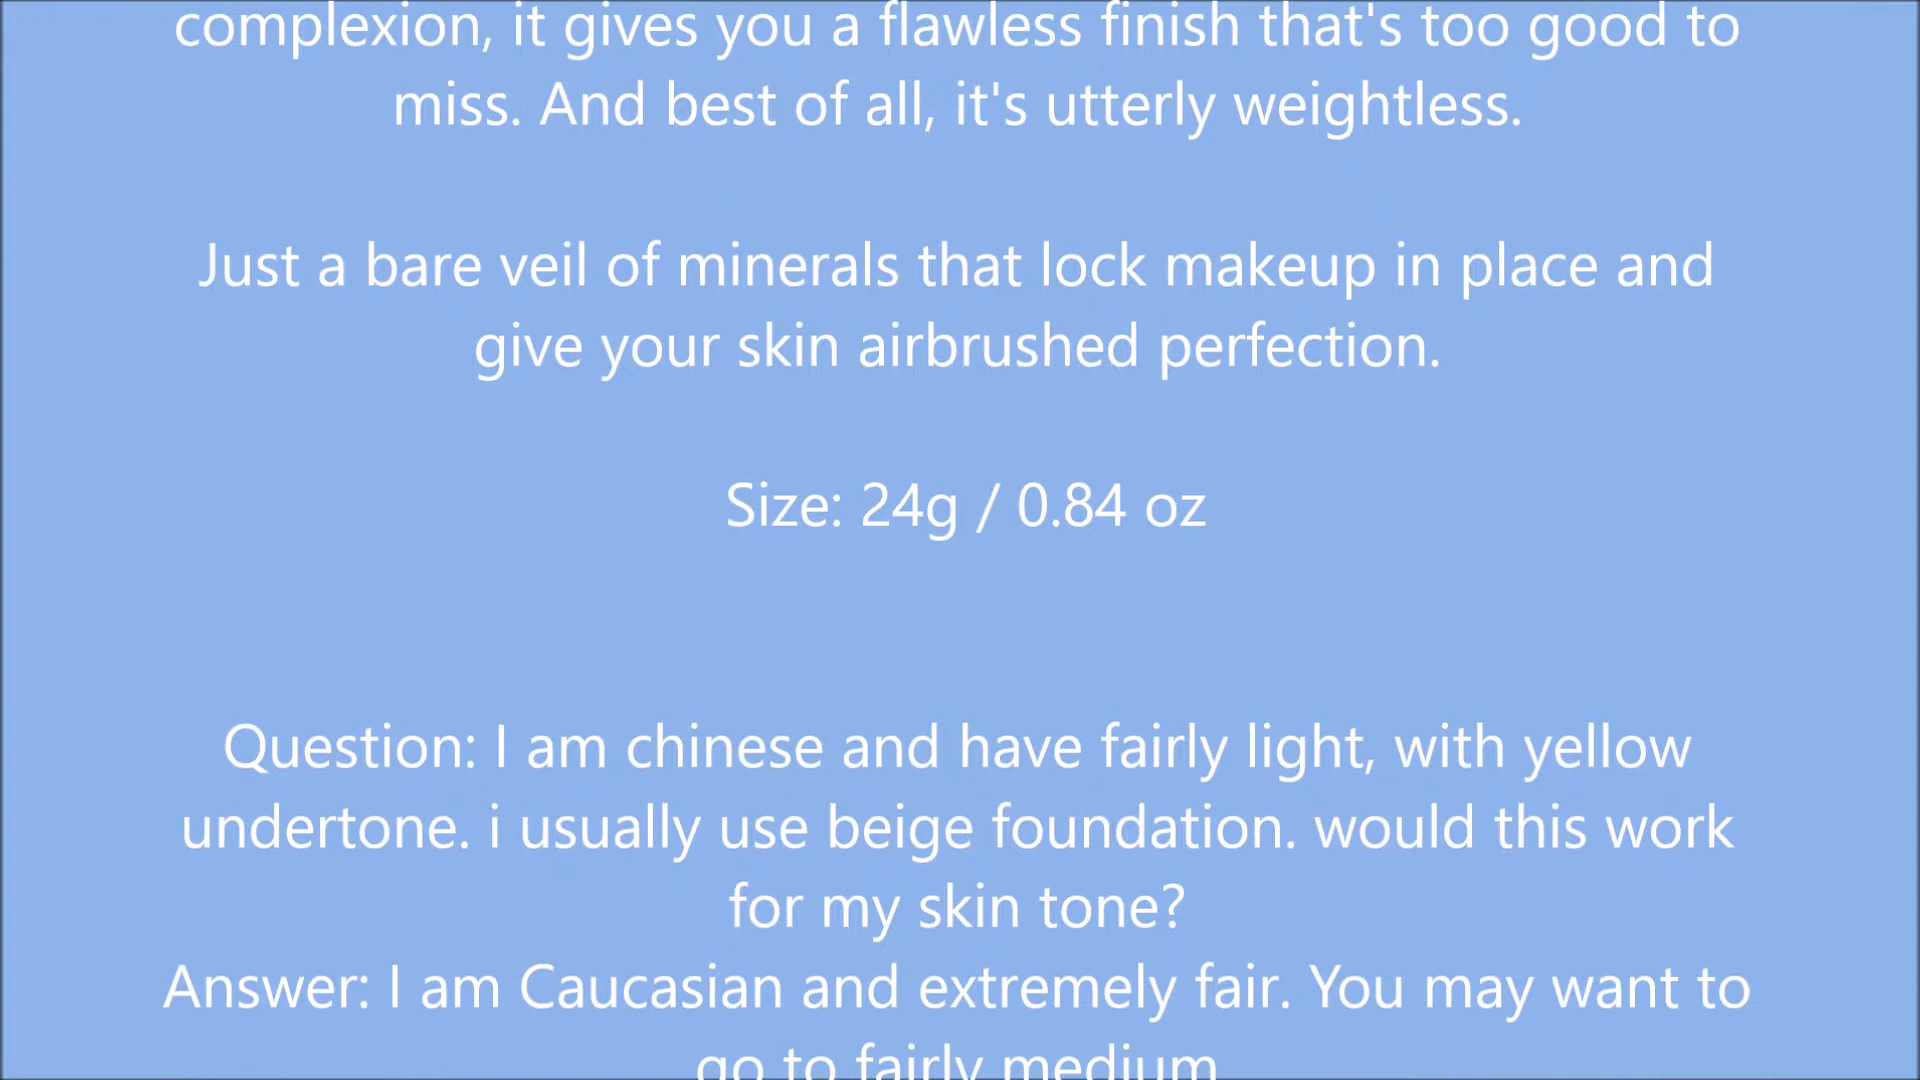 complexion, it gives you a flawless finish that's too good to
miss. And best of all, it's utterly weightless.
Just a bare veil of minerals that lock makeup in place and
give your skin airbrushed perfection.
Size: 24g / 0.84 oz
Question: I am chinese and have fairly light, with yellow
undertone. i usually use beige foundation. would this work
for my skin tone?
Answer: I am Caucasian and extremely fair. You may want to
go to fairly medium